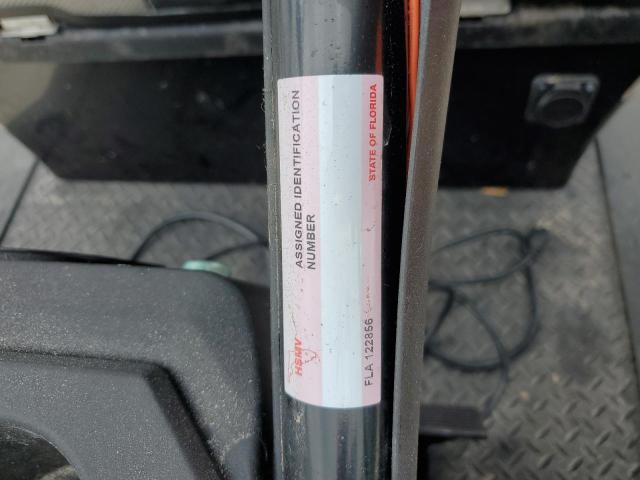 HSMV
ASSIGNED IDENTIFICATION
NUMBER
FLA 122856
STATE OF FLORIDA